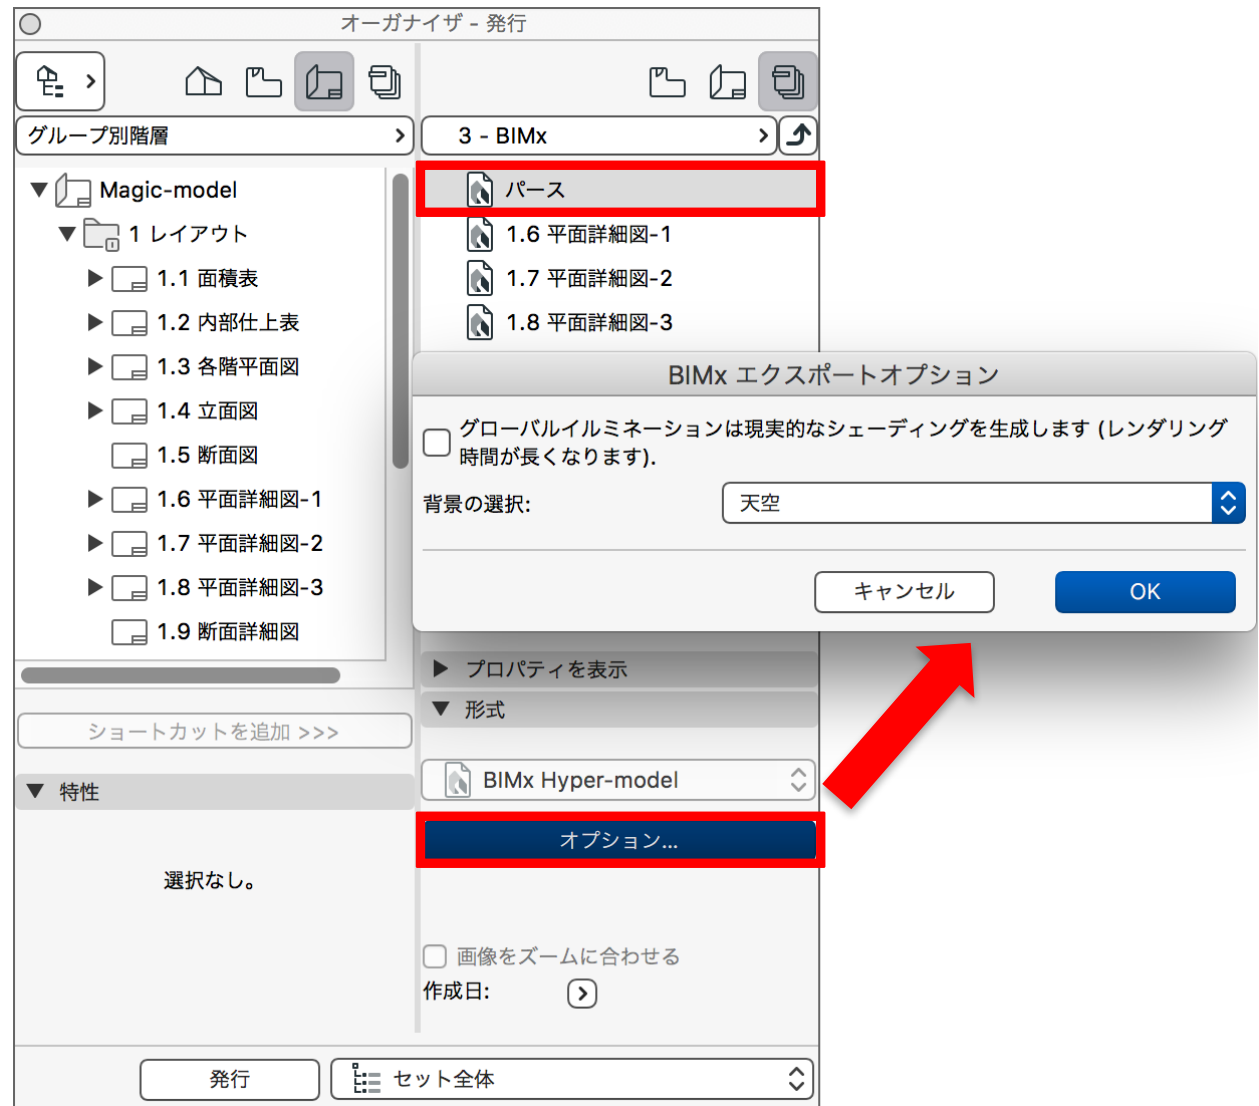 オーガナイザ - 発行
グループ別階層
3 - BIMx
Magic-model
1 レイアウト
1.1 面積表
1.2 内部仕上表
1.3 各階平面図
1.4 立面図
1.5 断面図
1.6 平面詳細図-1
1.7 平面詳細図-2
1.8 平面詳細図-3
1.9 断面詳細図
ショートカットを追加 >>>
特性
選択なし。
パース
1.6 平面詳細図-1
1.7 平面詳細図-2
1.8 平面詳細図-3
BIMx エクスポートオプション
グローバルイルミネーションは現実的なシェーディングを生成します (レンダリング
時間が長くなります).
背景の選択:
天空
キャンセル
OK
プロパティを表示
形式
BIMx Hyper-model
オプション...
画像をズームに合わせる
作成日:
発行
セット全体